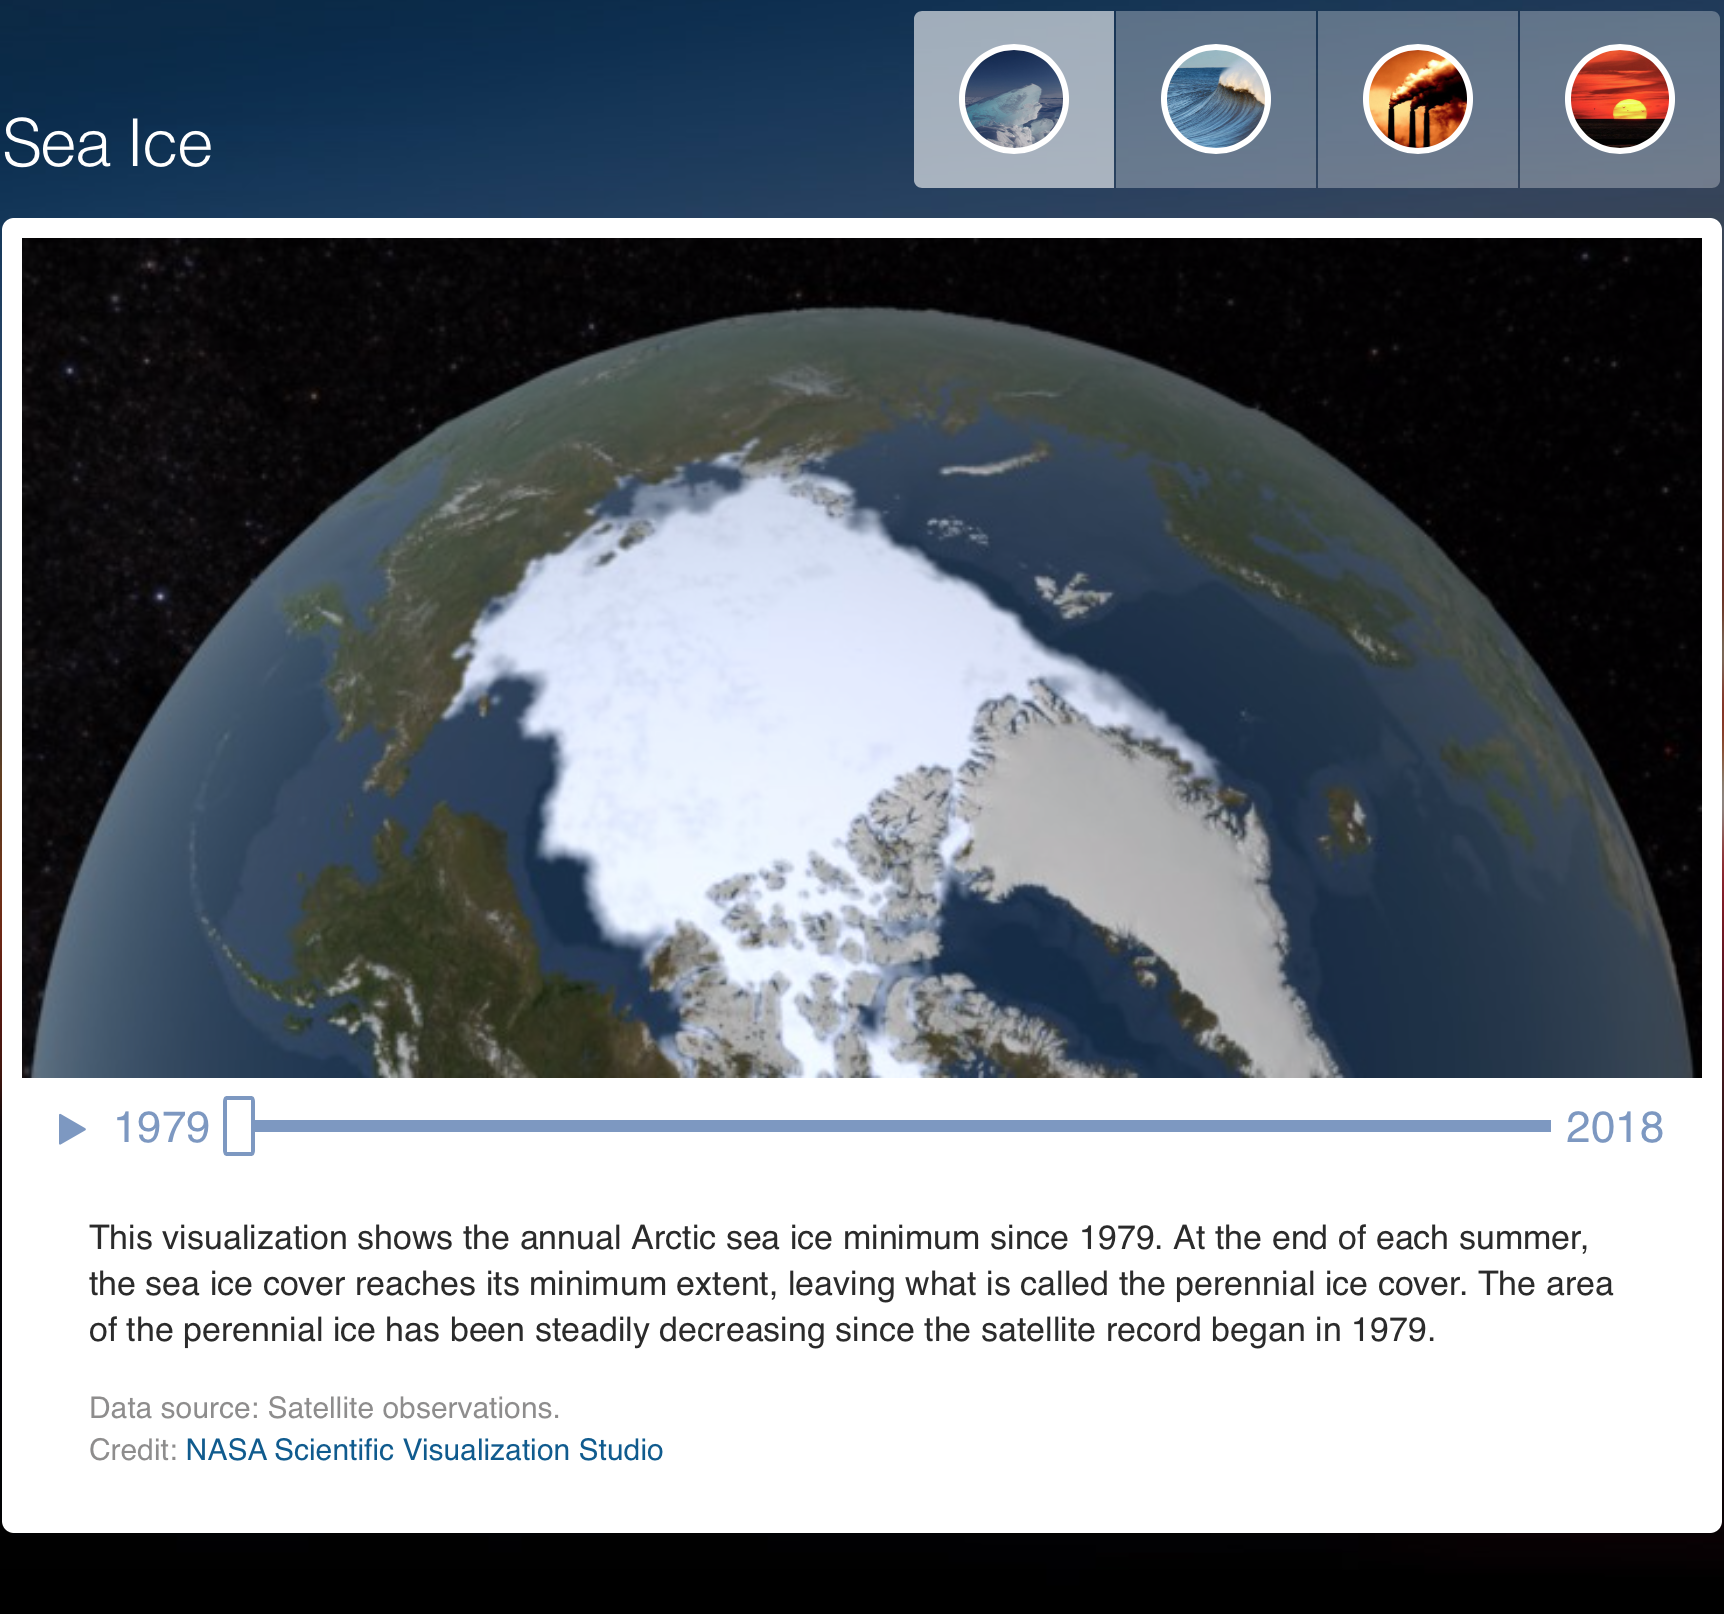 Sea Ice
1979
2018
This visualization shows the annual Arctic sea ice minimum since 1979. At the end of each summer,
the sea ice cover reaches its minimum extent, leaving what is called the perennial ice cover. The area
of the perennial ice has been steadily decreasing since the satellite record began in 1979.
Data source: Satellite observations.
Credit: NASA Scientific Visualization Studio